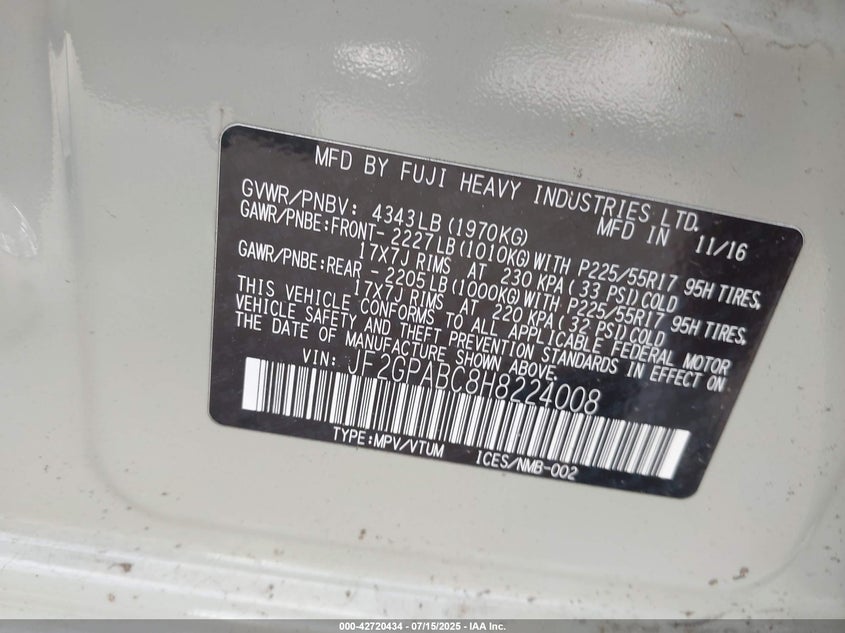 MFD BY FUJI HEAVY INDUSTRIES LTD.
GVWR/PNBV: 4343LB(1970KG) MFD IN 11/16
GAWR/PNBE:FRONT- 2227LB(1010KG)WITH P225/55R17 95H TIRES,
17X7J RIMS AT 230 KPA( 33 PSI)COLD
GAWR/PNBE:REAR - 2205LB(1000KG)WITH P225/55R17 95H TIRES,
17X7J RIMS AT 220 KPA( 32 PSI)COLD
THIS VEHICLE CONFORMS TO ALL APPLICABLE FEDERAL MOTOR
VEHICLE SAFETY AND THEFT PREVENTION STANDARDS IN EFFECT ON
THE DATE OF MANUFACTURE SHOWN ABOVE.
VIN: JF2GPABC8H8224008
TYPE:MPV/VTUM ICES/NMB-002
000-42720434 - 07/15/2025 - IAA Inc.